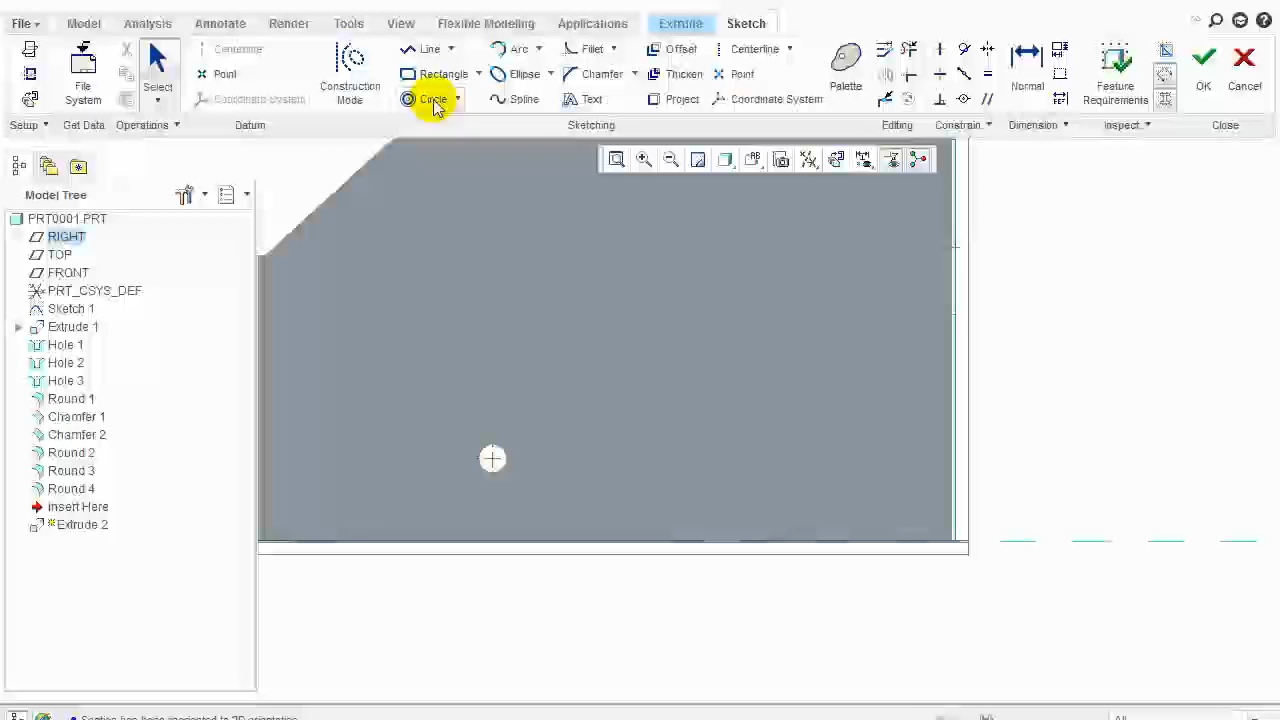 File Model Analysis Annotate Render Tools View Flexible Modeling Applications Extrude Sketch
Centerline Line Arc Fillet Offset Centerline
Point Rectangle Ellipse Chamfer Thicken Point
File System Select Construction Mode Palette Normal Feature Requirements OK Cancel
Coordinate System Circle Spline Text Project Coordinate System
Setup Get Data Operations Datum Sketching Editing Constrain... Dimension Inspect Close
Model Tree
PRT0001.PRT
RIGHT
TOP
FRONT
PRT_CSYS_DEF
Sketch 1
Extrude 1
Hole 1
Hole 2
Hole 3
Round 1
Chamfer 1
Chamfer 2
Round 2
Round 3
Round 4
Insert Here
Extrude 2